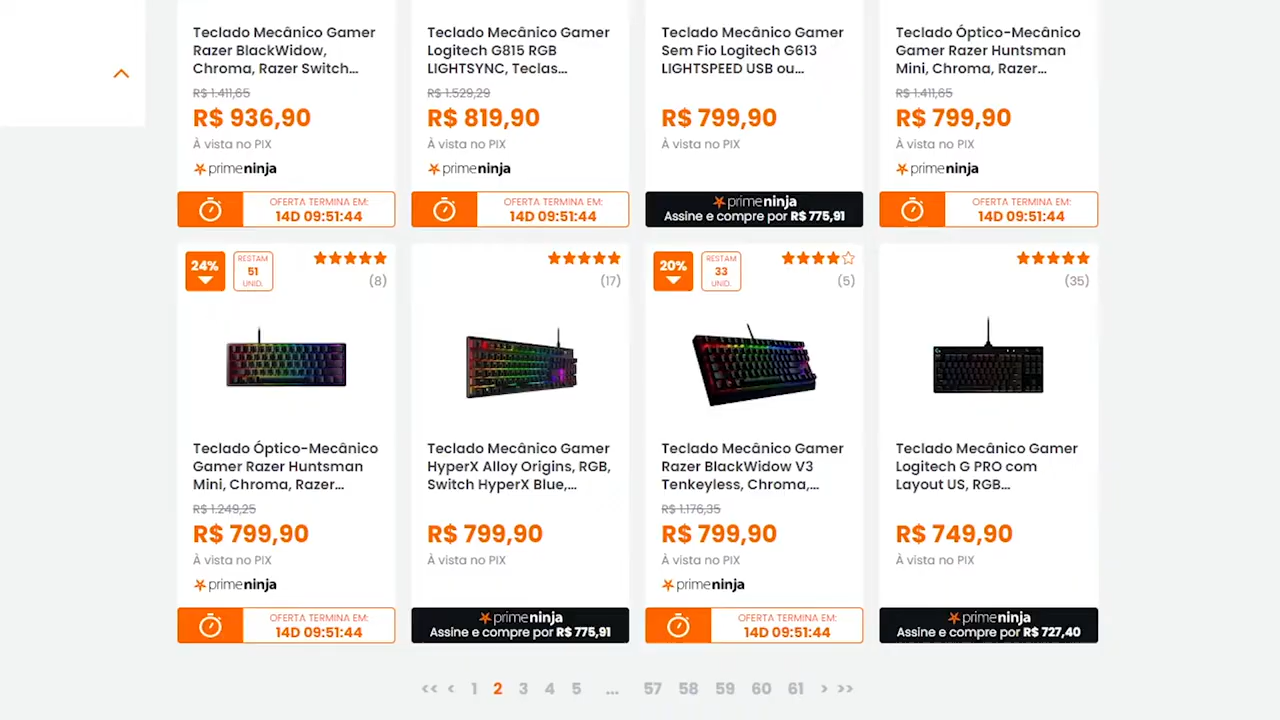 Teclado Mecânico Gamer
Razer BlackWidow,
Chroma, Razer Switch...
R$ 1.411,65
R$ 936,90
À vista no PIX
primeninja
OFERTA TERMINA EM:
14D 09:51:44
Teclado Mecânico Gamer
Logitech G815 RGB
LIGHTSYNC, Teclas...
R$ 1.529,29
R$ 819,90
À vista no PIX
primeninja
OFERTA TERMINA EM:
14D 09:51:44
Teclado Mecânico Gamer
Sem Fio Logitech G613
LIGHTSPEED USB ou...
R$ 799,90
À vista no PIX
primeninja
Assine e compre por R$ 775,91
Teclado Óptico-Mecânico
Gamer Razer Huntsman
Mini, Chroma, Razer...
R$ 1.411,65
R$ 799,90
À vista no PIX
primeninja
OFERTA TERMINA EM:
14D 09:51:44
24%
RESTAM
51
UNID.
(8)
Teclado Óptico-Mecânico
Gamer Razer Huntsman
Mini, Chroma, Razer...
R$ 1.249,25
R$ 799,90
À vista no PIX
primeninja
OFERTA TERMINA EM:
14D 09:51:44
(17)
Teclado Mecânico Gamer
HyperX Alloy Origins, RGB,
Switch HyperX Blue,...
R$ 799,90
À vista no PIX
primeninja
Assine e compre por R$ 775,91
20%
RESTAM
33
UNID.
(5)
Teclado Mecânico Gamer
Razer BlackWidow V3
Tenkeyless, Chroma,...
R$ 1.176,35
R$ 799,90
À vista no PIX
primeninja
OFERTA TERMINA EM:
14D 09:51:44
(35)
Teclado Mecânico Gamer
Logitech G PRO com
Layout US, RGB...
R$ 749,90
À vista no PIX
primeninja
Assine e compre por R$ 727,40
<< < 1 2 3 4 5 ... 57 58 59 60 61 > >>